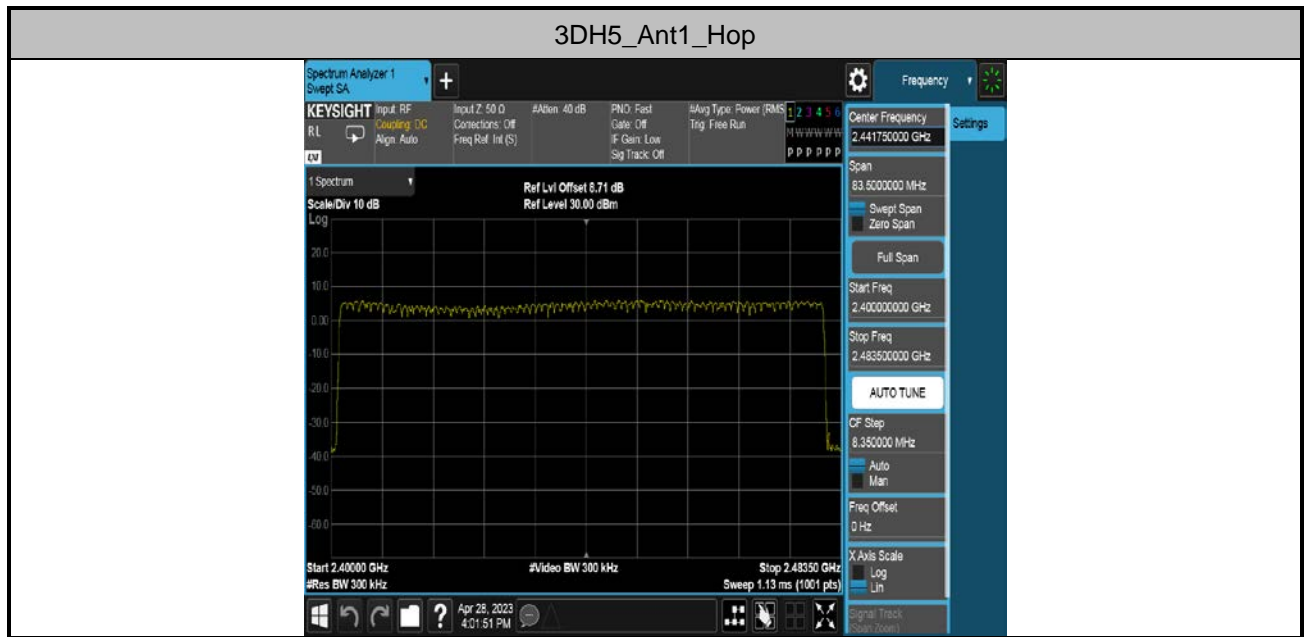 3DH5_Ant1_Hop
Spectrum Analyzer 1
Swept SA
Frequency
KEYSIGHT
RL
Input: RF
Coupling: DC
Align: Auto
Input Z: 50 Ω
Corrections: Off
Freq Ref: Int (S)
#Atten: 40 dB
PNO: Fast
Gate: Off
IF Gain: Low
Sig Track: Off
#Avg Type: Power (RMS
Trig: Free Run
1 2 3 4 5 6
M W W W W W
P P P P P P
1 Spectrum
Scale/Div 10 dB
Log
Ref Lvl Offset 8.71 dB
Ref Level 30.00 dBm
20.0
10.0
0.00
-10.0
-20.0
-30.0
-40.0
-50.0
-60.0
Start 2.40000 GHz
#Res BW 300 kHz
#Video BW 300 kHz
Stop 2.48350 GHz
Sweep 1.13 ms (1001 pts)
Center Frequency
2.441750000 GHz
Settings
Span
83.5000000 MHz
Swept Span
Zero Span
Full Span
Start Freq
2.400000000 GHz
Stop Freq
2.483500000 GHz
AUTO TUNE
CF Step
8.350000 MHz
Auto
Man
Freq Offset
0 Hz
X Axis Scale
Log
Lin
Signal Track
(Span Zoom)
?
Apr 28, 2023
4:01:51 PM